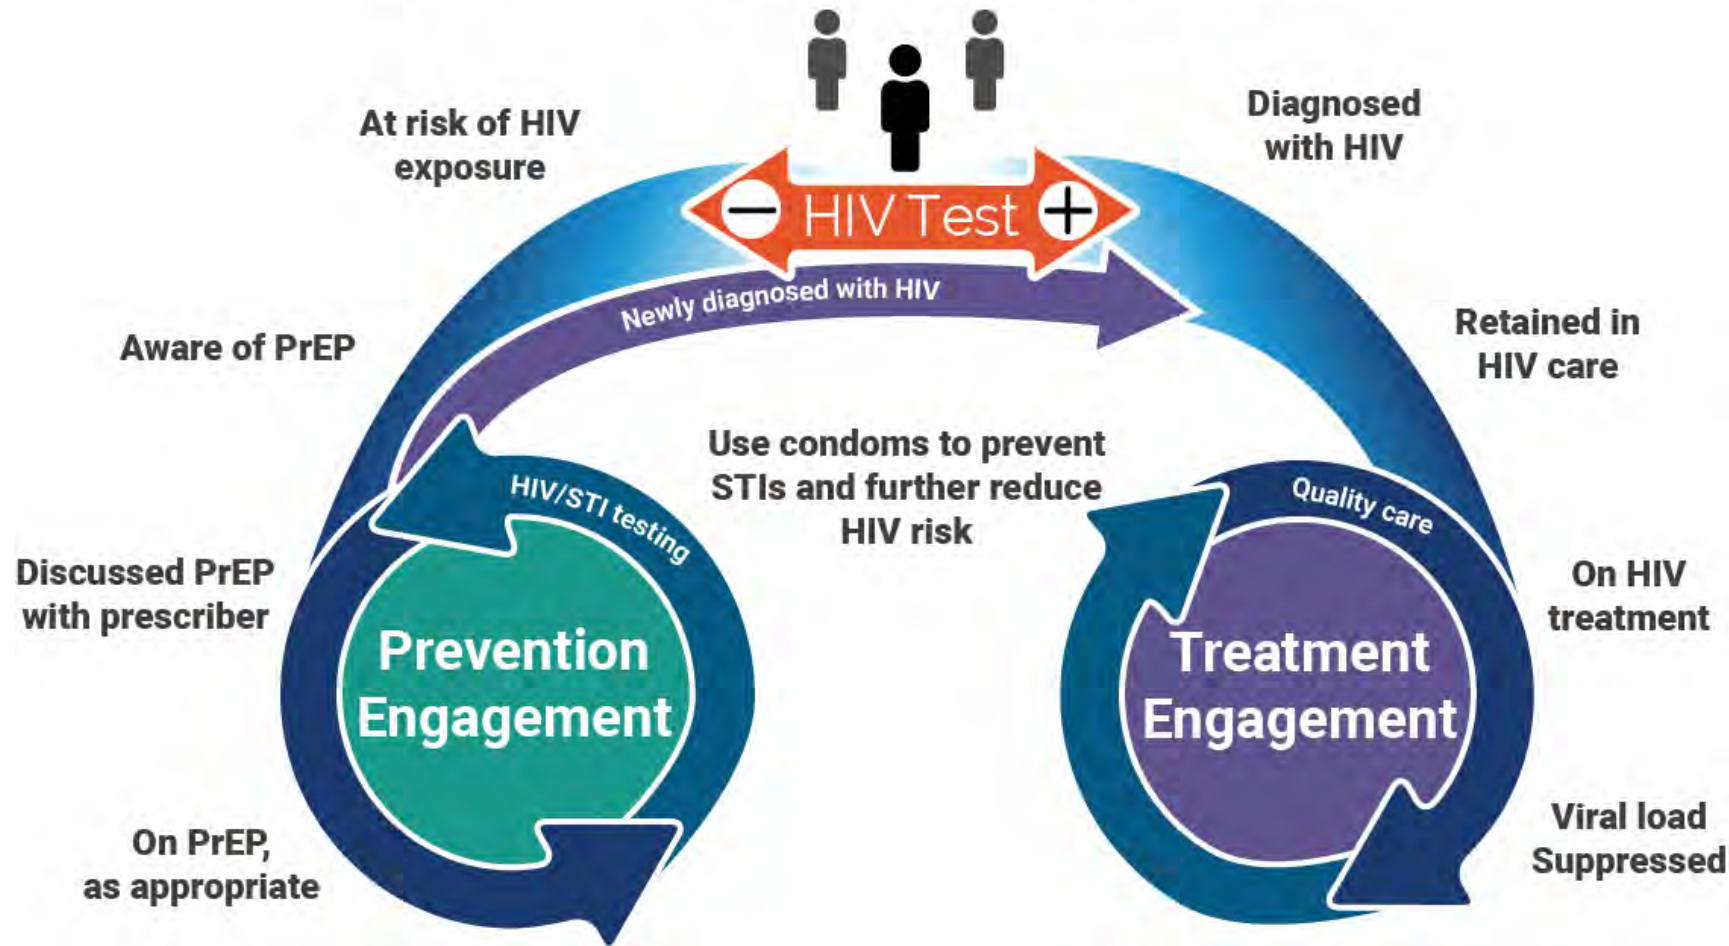 At risk of HIV
exposure
Diagnosed
with HIV
HIV Test
Newly diagnosed with HIV
Aware of PrEP
Retained in
HIV care
Use condoms to prevent
STIs and further reduce
HIV risk
HIV/STI testing
Quality care
Discussed PrEP
with prescriber
On HIV
treatment
Prevention
Engagement
Treatment
Engagement
On PrEP,
as appropriate
Viral load
Suppressed